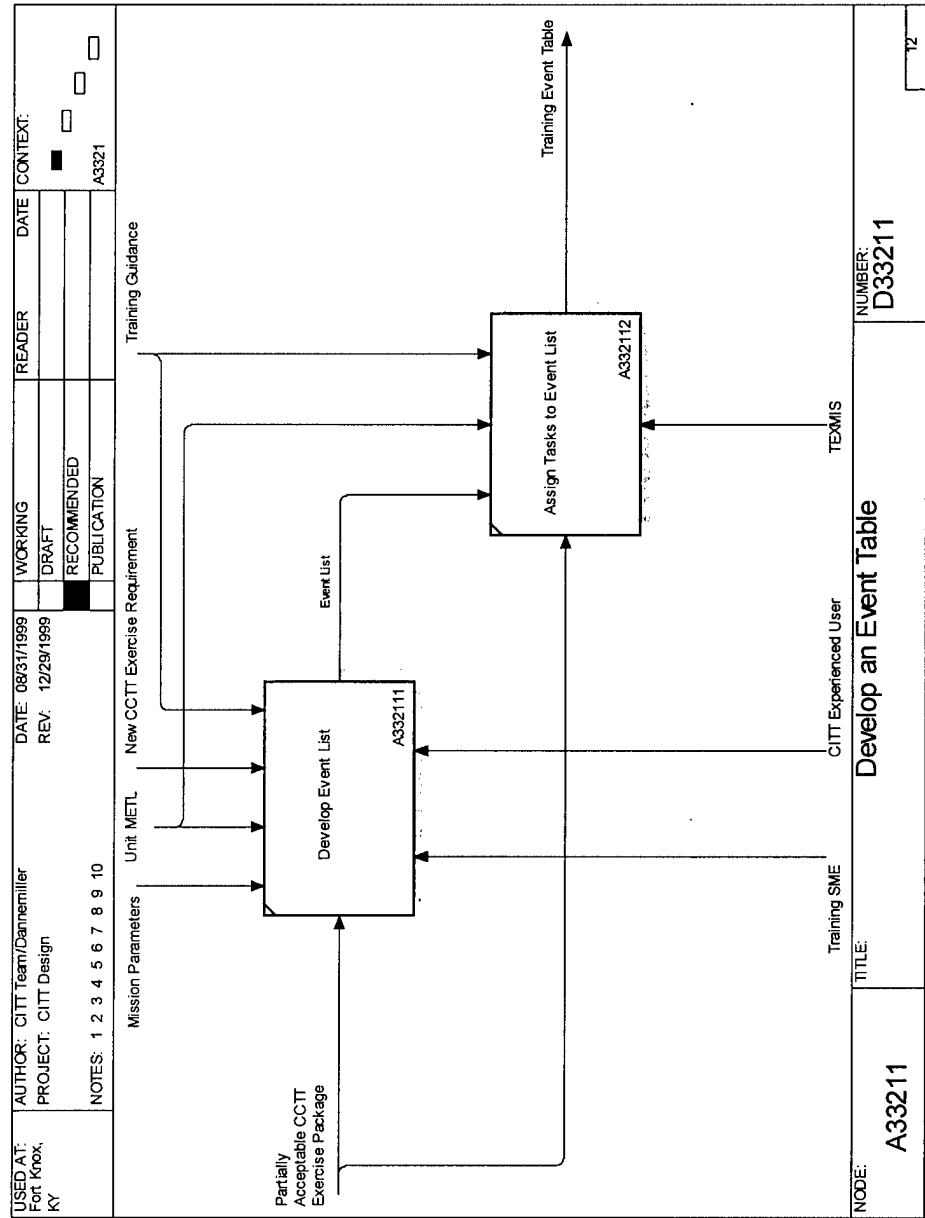 USED AT:
Fort Knox,
KY
AUTHOR: CITT Team/Dannemiller
PROJECT: CITT Design
NOTES: 1 2 3 4 5 6 7 8 9 10
DATE: 08/31/1999
REV: 12/29/1999
WORKING
DRAFT
RECOMMENDED
PUBLICATION
READER DATE
CONTEXT:
A3321
Mission Parameters
Unit METL
New CCTT Exercise Requirement
Training Guidance
Partially
Acceptable CCTT
Exercise Package
Develop Event List
A332111
Event List
Assign Tasks to Event List
A332112
Training Event Table
Training SME
CITT Experienced User
TEXMIS
NODE:
A33211
TITLE:
Develop an Event Table
NUMBER:
D33211
12